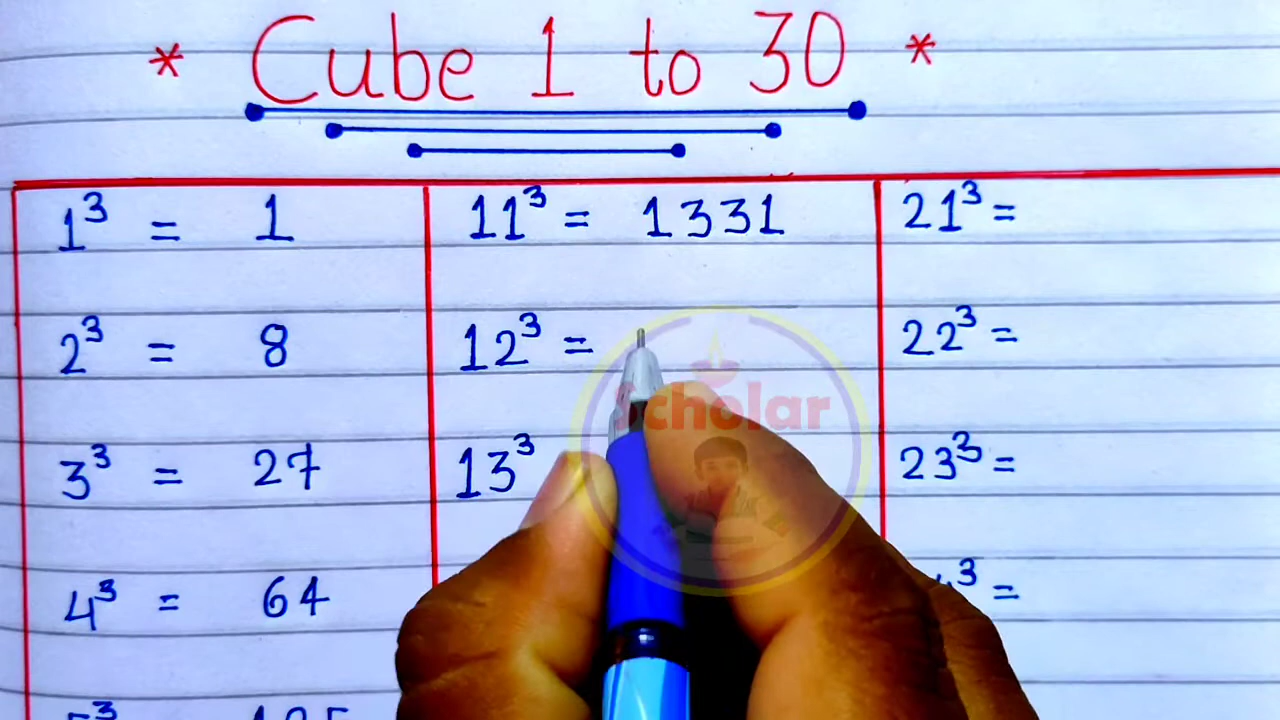 * Cube 1 to 30 *
1³ = 1
2³ = 8
3³ = 27
4³ = 64
11³ = 1331
12³ =
13³
21³ =
22³ =
23³ =
³ =
Scholar